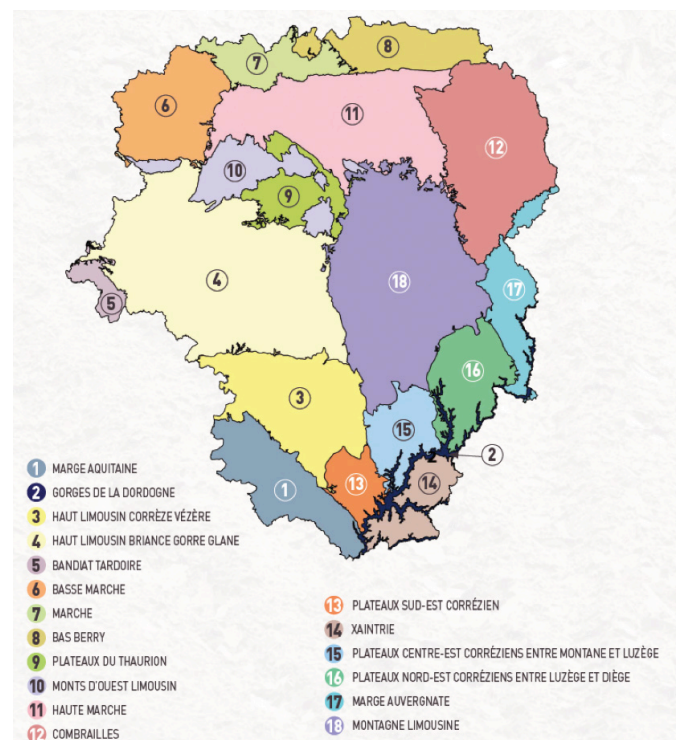 7
8
6
11
12
10
9
4
18
17
5
16
3
15
2
14
13
1
1 MARGE AQUITAINE
2 GORGES DE LA DORDOGNE
3 HAUT LIMOUSIN CORRÈZE VÉZÈRE
4 HAUT LIMOUSIN BRIANCE GORRE GLANE
5 BANDIAT TARDOIRE
6 BASSE MARCHE
7 MARCHE
8 BAS BERRY
9 PLATEAUX DU THAURION
10 MONTS D'OUEST LIMOUSIN
11 HAUTE MARCHE
12 COMBRAILLES
13 PLATEAUX SUD-EST CORRÉZIEN
14 XAINTRIE
15 PLATEAUX CENTRE-EST CORRÉZIENS ENTRE MONTANE ET LUZÈGE
16 PLATEAUX NORD-EST CORRÉZIENS ENTRE LUZÈGE ET DIÈGE
17 MARGE AUVERGNATE
18 MONTAGNE LIMOUSINE